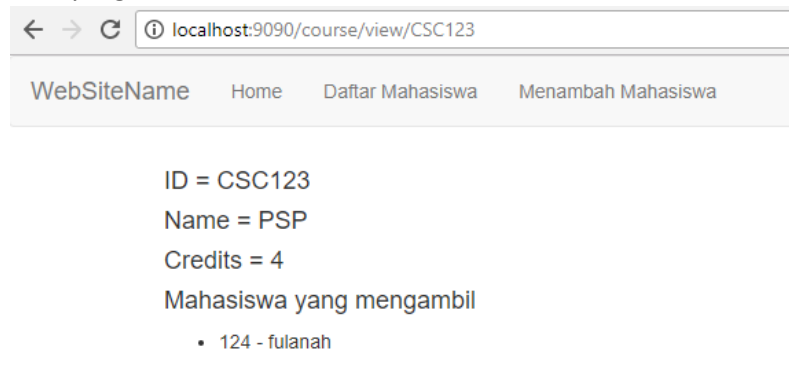 localhost:9090/course/view/CSC123
WebSiteName Home Daftar Mahasiswa Menambah Mahasiswa
ID = CSC123
Name = PSP
Credits = 4
Mahasiswa yang mengambil
• 124 - fulanah